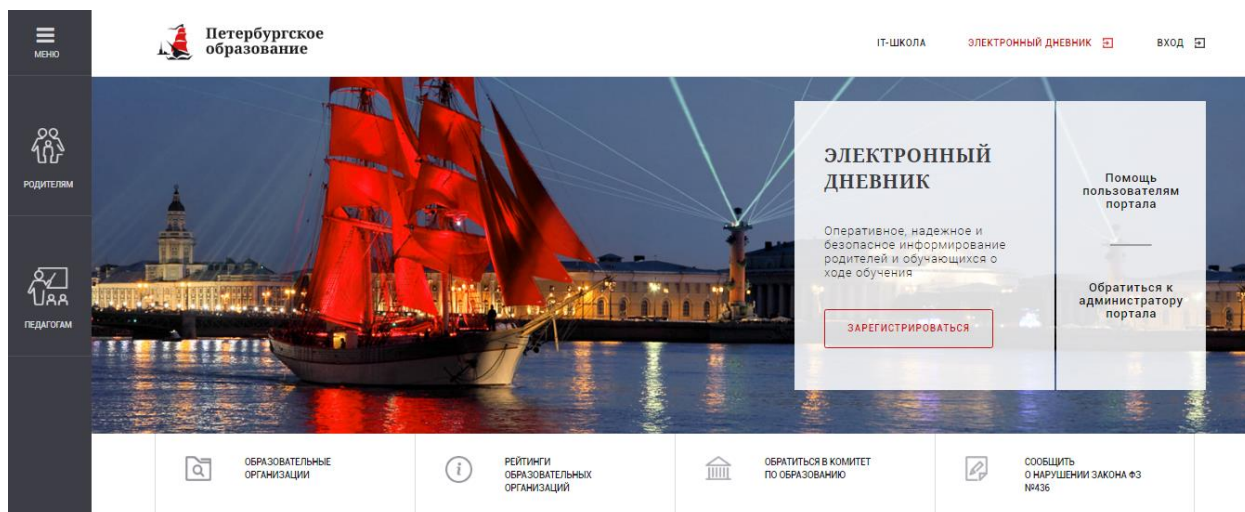 МЕНЮ
Петербургское
образование
IT-ШКОЛА
ЭЛЕКТРОННЫЙ ДНЕВНИК
ВХОД
РОДИТЕЛЯМ
ПЕДАГОГАМ
ЭЛЕКТРОННЫЙ
ДНЕВНИК
Оперативное, надежное и
безопасное информирование
родителей и обучающихся о
ходе обучения
ЗАРЕГИСТРИРОВАТЬСЯ
Помощь
пользователям
портала
Обратиться к
администратору
портала
ОБРАЗОВАТЕЛЬНЫЕ
ОРГАНИЗАЦИИ
РЕЙТИНГИ
ОБРАЗОВАТЕЛЬНЫХ
ОРГАНИЗАЦИЙ
ОБРАТИТЬСЯ В КОМИТЕТ
ПО ОБРАЗОВАНИЮ
СООБЩИТЬ
О НАРУШЕНИИ ЗАКОНА ФЗ
№436